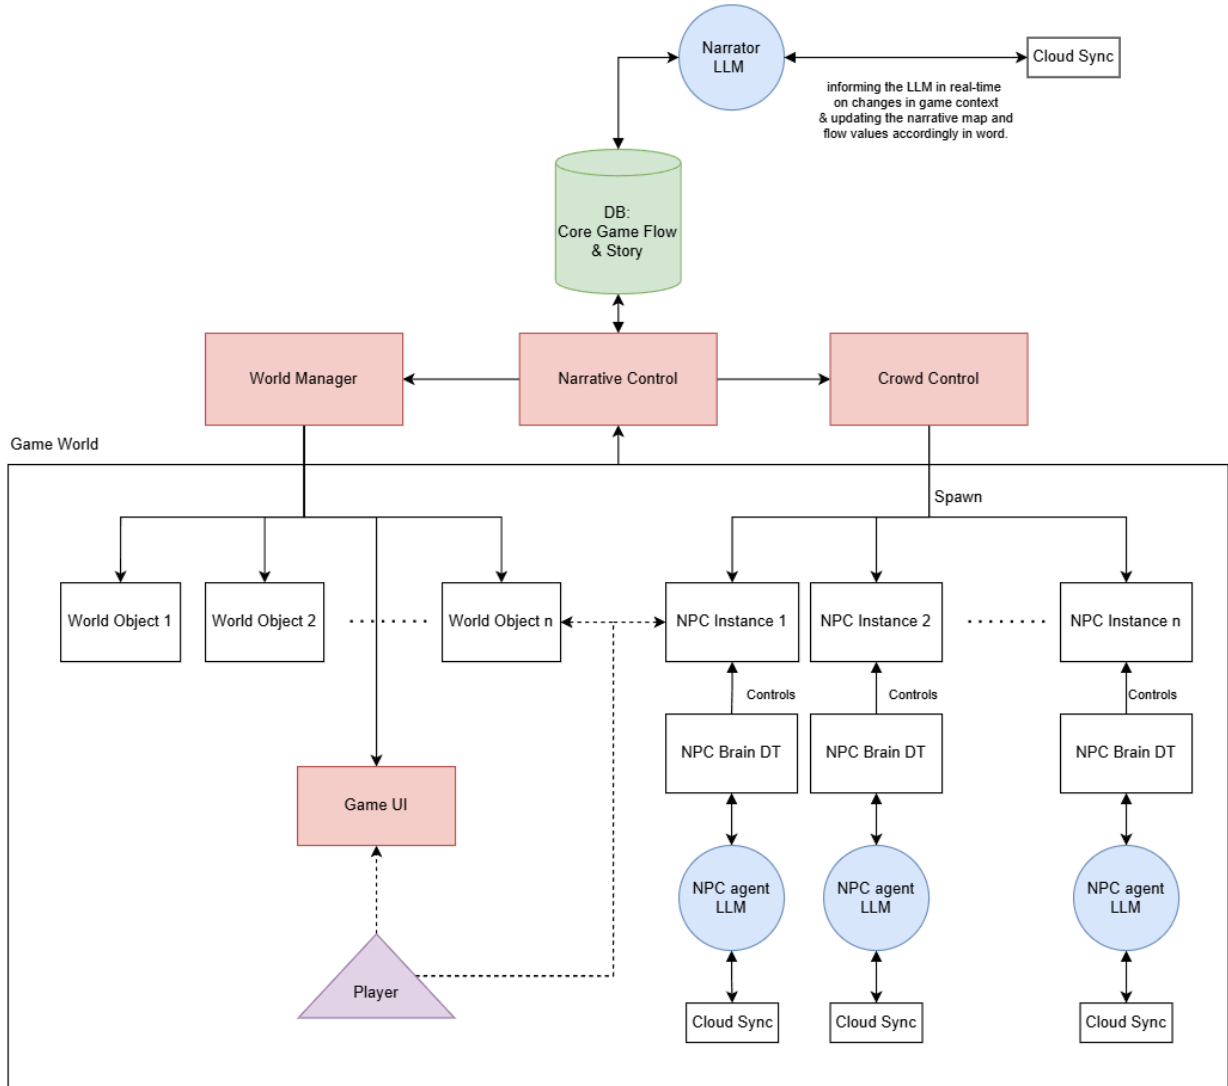 Narrator
LLM
Cloud Sync
informing the LLM in real-time
on changes in game context
& updating the narrative map and
flow values accordingly in word.
DB:
Core Game Flow
& Story
World Manager
Narrative Control
Crowd Control
Game World
Spawn
World Object 1
World Object 2
World Object n
NPC Instance 1
NPC Instance 2
NPC Instance n
Controls
Controls
Controls
NPC Brain DT
NPC Brain DT
NPC Brain DT
Game UI
NPC agent
LLM
NPC agent
LLM
NPC agent
LLM
Player
Cloud Sync
Cloud Sync
Cloud Sync